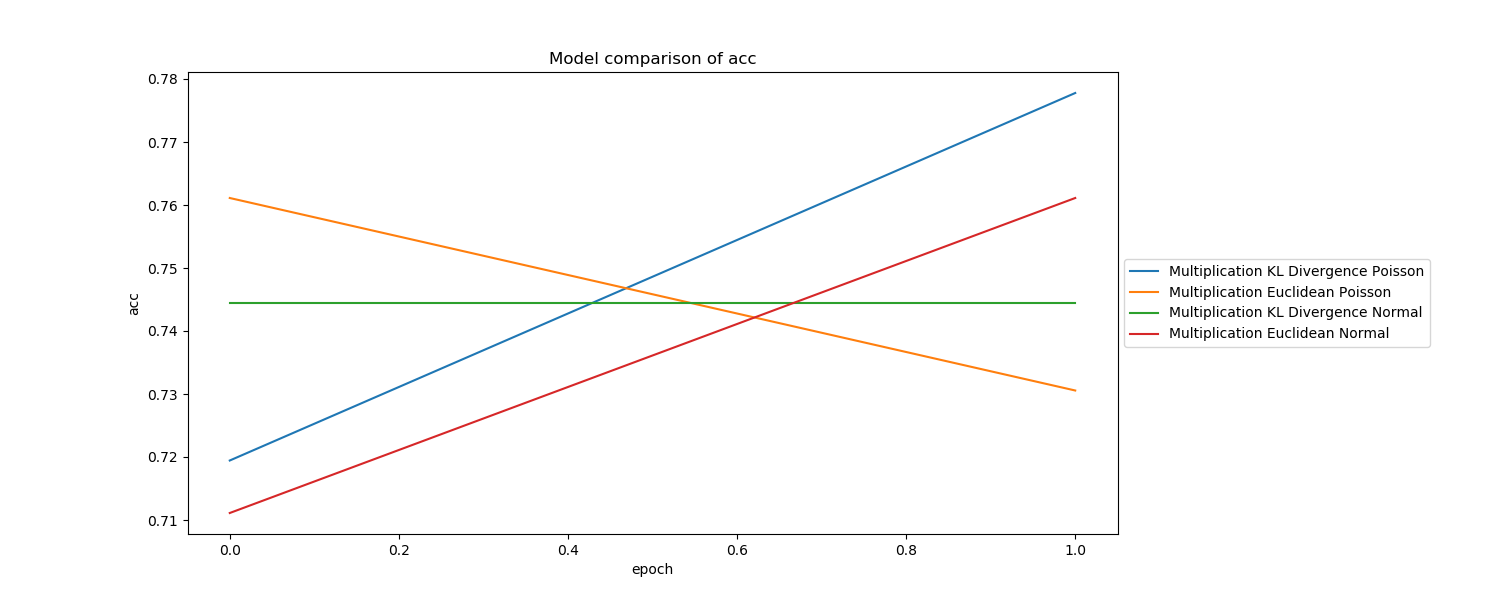 Model comparison of acc
0.78
0.77
0.76
0.75
0.74
0.73
0.72
0.71
acc
0.0 0.2 0.4 0.6 0.8 1.0
epoch
Multiplication KL Divergence Poisson
Multiplication Euclidean Poisson
Multiplication KL Divergence Normal
Multiplication Euclidean Normal